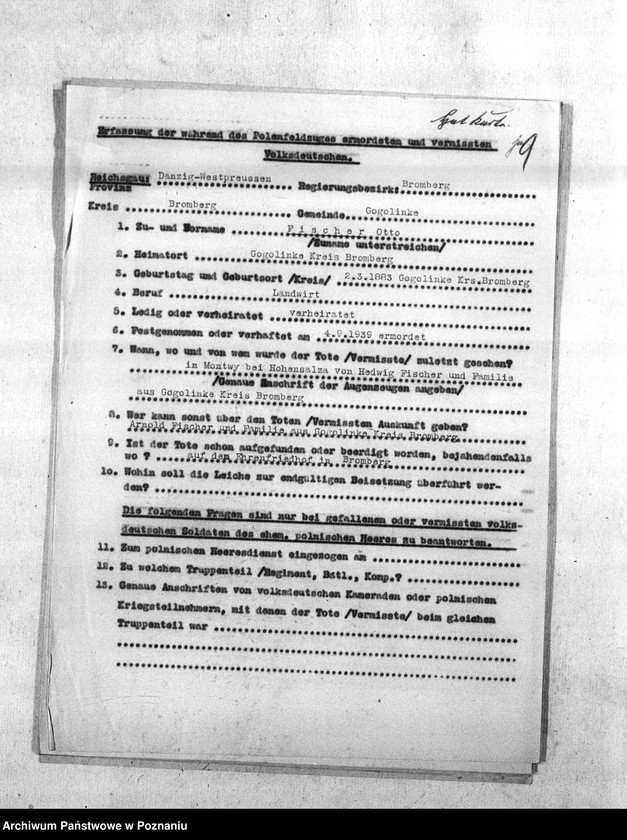 9
Erfassung der während des Polenfeldzuges ermordeten und vermissten
Volksdeutschen.
Reichsgau: Danzig-Westpreussen Regierungsbezirk: Bromberg
Provinz
Kreis Bromberg Gemeinde Gogolinke
1. Zu- und Vorname Fischer Otto
/Zuname unterstreichen/
2. Heimatort Gogolinke Kreis Bromberg
3. Geburtstag und Geburtsort /Kreis/ 2.3.1883 Gogolinke Krs.Bromberg
4. Beruf Landwirt
5. Ledig oder verheiratet verheiratet
6. Festgenommen oder verhaftet am 4.9.1939 ermordet
7. Wann, wo und von wem wurde der Tote /Vermisste/ zuletzt gesehen?
in Montwy bei Hohensalza von Hedwig Fischer und Familie
/Genaue Anschrift der Augenzeugen angeben/
aus Gogolinke Kreis Bromberg
8. Wer kann sonst über den Toten /Vermissten Auskunft geben?
Arnold Fischer und Familie aus Gogolinke Kreis Bromberg
9. Ist der Tote schon aufgefunden oder beerdigt worden, bejahendenfalls
wo ? auf dem Ehrenfriedhof in Bromberg
10. Wohin soll die Leiche zur endgültigen Beisetzung überführt wer-
den?
Die folgenden Fragen sind nur bei gefallenen oder vermissten volks-
deutschen Soldaten des ehem. polnischen Heeres zu beantworten.
11. Zum polnischen Heeresdienst eingezogen am
12. Zu welchem Truppenteil /Regiment, Batl., Komp.?
13. Genaue Anschriften von volksdeutschen Kameraden oder polnischen
Kriegsteilnehmern, mit denen der Tote /Vermisste/ beim gleichen
Truppenteil war
Archiwum Państwowe w Poznaniu